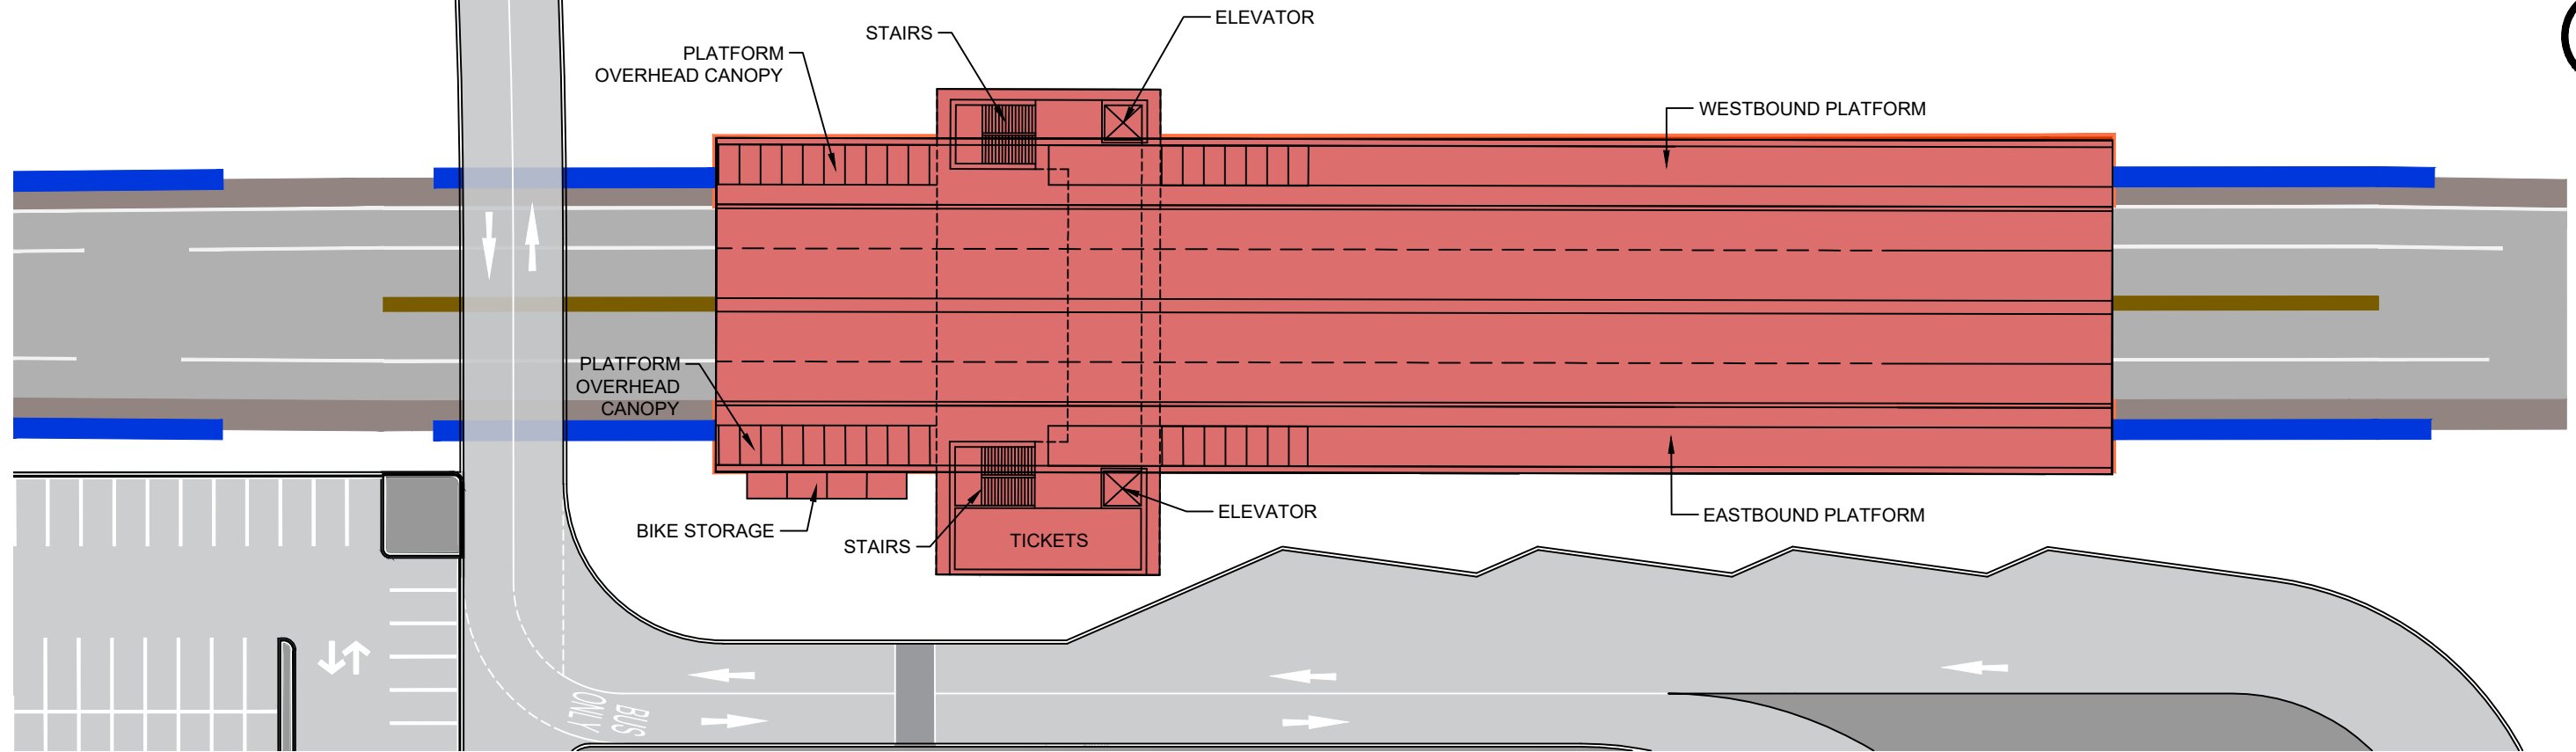 ELEVATOR
STAIRS
PLATFORM
OVERHEAD CANOPY
WESTBOUND PLATFORM
PLATFORM
OVERHEAD
CANOPY
BIKE STORAGE
STAIRS
TICKETS
ELEVATOR
EASTBOUND PLATFORM
BUS
ONLY